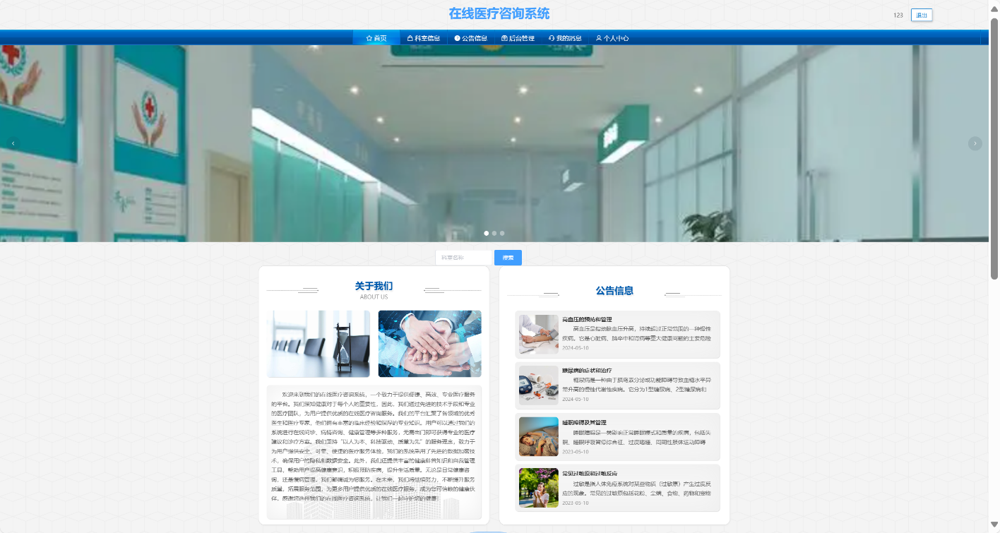 在线医疗咨询系统
123
退出
首页
科室信息
公告信息
后台管理
我的消息
个人中心
科室名称
搜索
关于我们
ABOUT US
欢迎来到我们的在线医疗咨询系统，一个致力于提供便捷、高效、专业医疗服务
的平台。我们深知健康对于每个人的重要性，因此，我们通过先进的技术手段和专业
的医疗团队，为用户提供优质的在线医疗咨询服务。我们的平台汇聚了各领域的优秀
医生和医疗专家，他们拥有丰富的临床经验和深厚的专业知识。用户可以通过我们的
系统进行在线问诊、病情咨询、健康管理等多种服务，无需出门即可获得专业的医疗
建议和诊疗方案。我们秉持“以人为本、科技驱动、质量为先”的服务理念，致力于
为用户提供安全、可靠、便捷的医疗服务体验。我们的系统采用了先进的数据加密技
术，确保用户的隐私和数据安全。此外，我们还提供丰富的健康科普知识和自我管理
工具，帮助用户提高健康意识，积极预防疾病，提升生活质量。无论是日常健康咨
询，还是慢病管理，我们都竭诚为您服务。在未来，我们将继续努力，不断提升服务
质量，拓展服务范围，为更多用户提供优质的在线医疗服务，成为您可信赖的健康伙
伴。感谢您选择我们的在线医疗咨询系统，让我们一起守护您的健康！
公告信息
高血压的预防和管理
高血压是指动脉血压升高，持续超过正常范围的一种慢性
疾病。它是心脏病、脑卒中和肾病等重大健康问题的主要危险
2024-05-10
糖尿病的症状和治疗
糖尿病是一种由于胰岛素分泌或功能障碍导致血糖水平异
常升高的慢性代谢性疾病。它分为1型糖尿病、2型糖尿病和
2024-05-10
睡眠障碍及其管理
睡眠障碍是一类影响正常睡眠模式和质量的疾病，包括失
眠、睡眠呼吸暂停综合征、过度嗜睡、周期性肢体运动障碍
2023-05-10
常见过敏原和过敏反应
过敏是指人体免疫系统对某些物质（过敏原）产生过度反
应的现象。常见的过敏原包括花粉、尘螨、食物、药物和宠物
2023-05-10